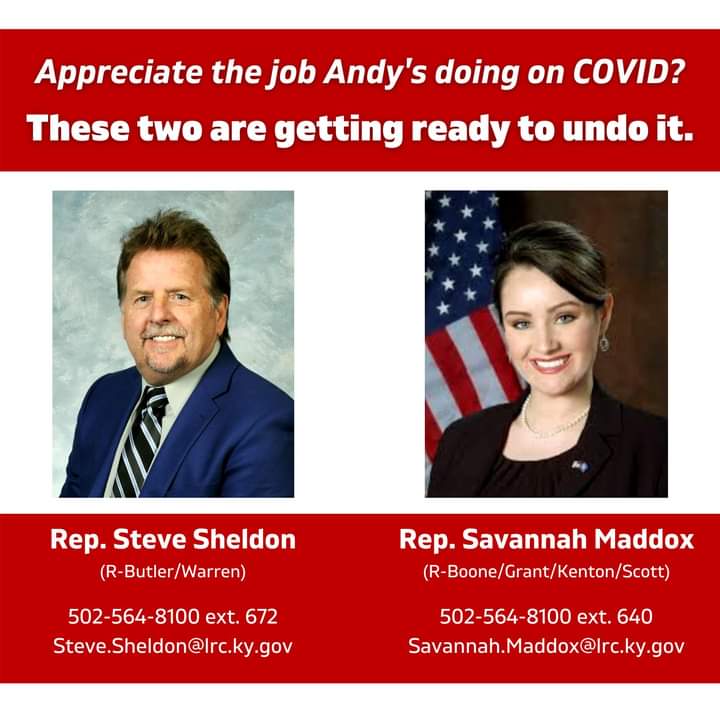 Appreciate the job Andy's doing on COVID?
These two are getting ready to undo it.
Rep. Steve Sheldon
(R-Butler/Warren)
502-564-8100 ext. 672
Steve.Sheldon@lrc.ky.gov
Rep. Savannah Maddox
(R-Boone/Grant/Kenton/Scott)
502-564-8100 ext. 640
Savannah.Maddox@lrc.ky.gov